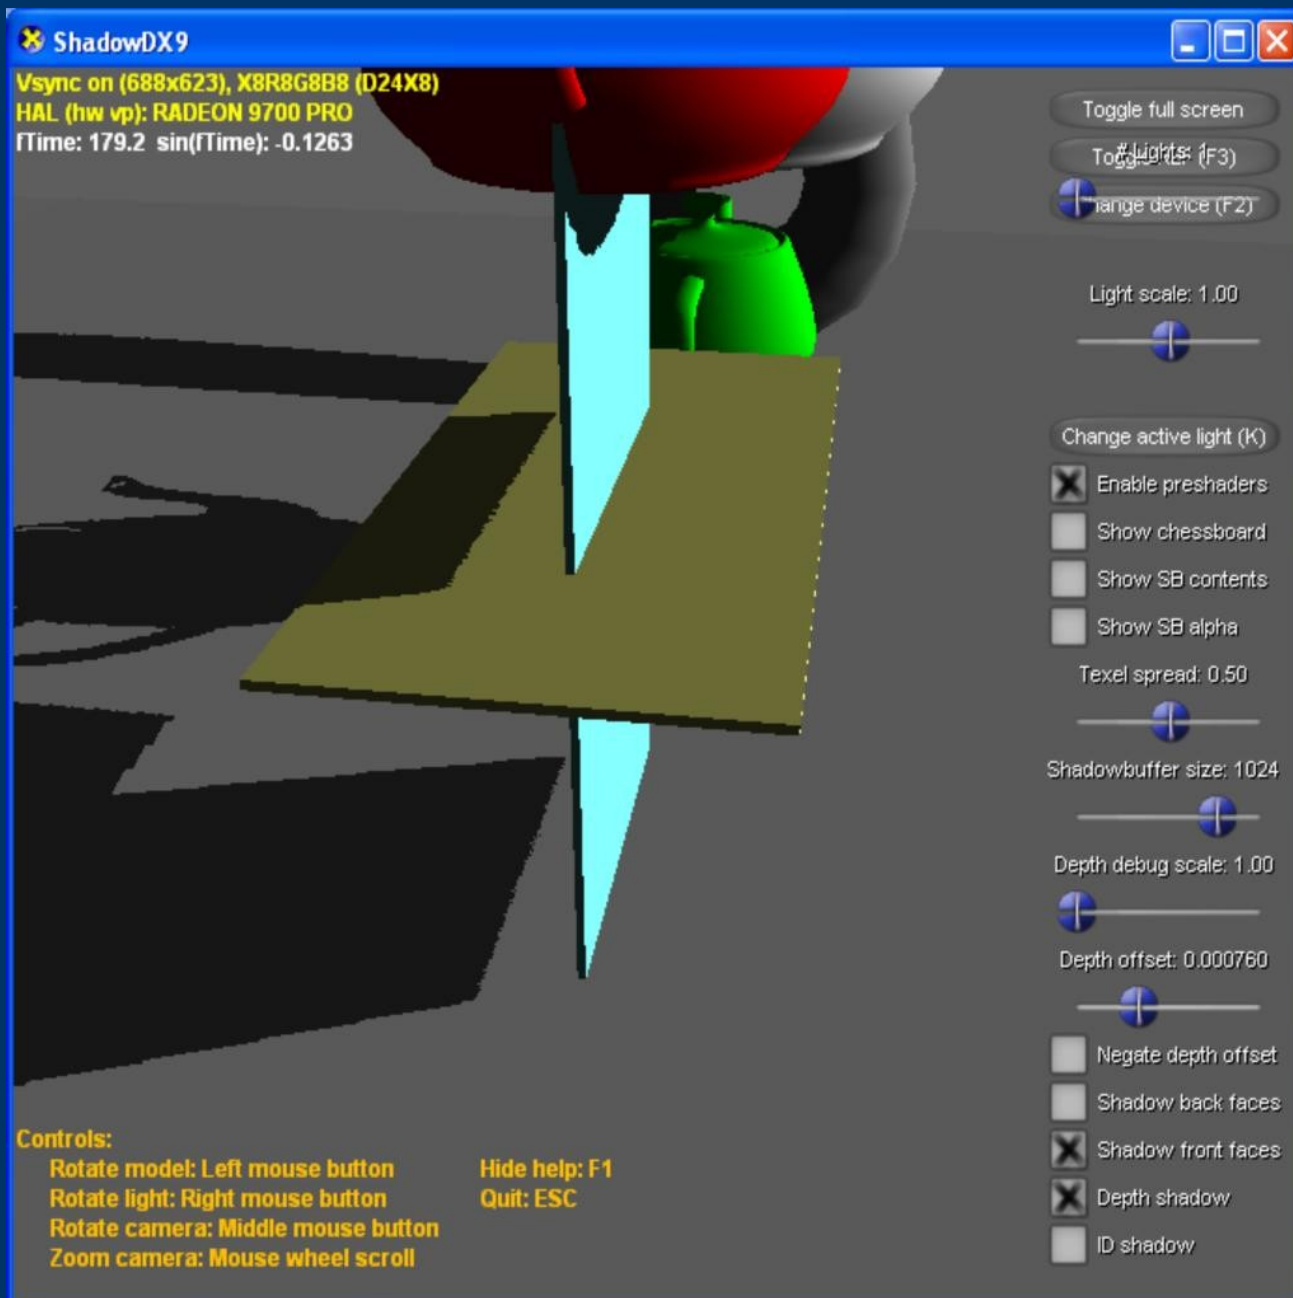 ShadowDX9
Vsync on (688x623), X8R8G8B8 (D24X8)
HAL (hw vp): RADEON 9700 PRO
fTime: 179.2 sin(fTime): -0.1263
Toggle full screen
# Lights: 1
Toggle REF (F3)
Change device (F2)
Light scale: 1.00
Change active light (K)
Enable preshaders
Show chessboard
Show SB contents
Show SB alpha
Texel spread: 0.50
Shadowbuffer size: 1024
Depth debug scale: 1.00
Depth offset: 0.000760
Negate depth offset
Shadow back faces
Shadow front faces
Depth shadow
ID shadow
Controls:
Rotate model: Left mouse button
Rotate light: Right mouse button
Rotate camera: Middle mouse button
Zoom camera: Mouse wheel scroll
Hide help: F1
Quit: ESC